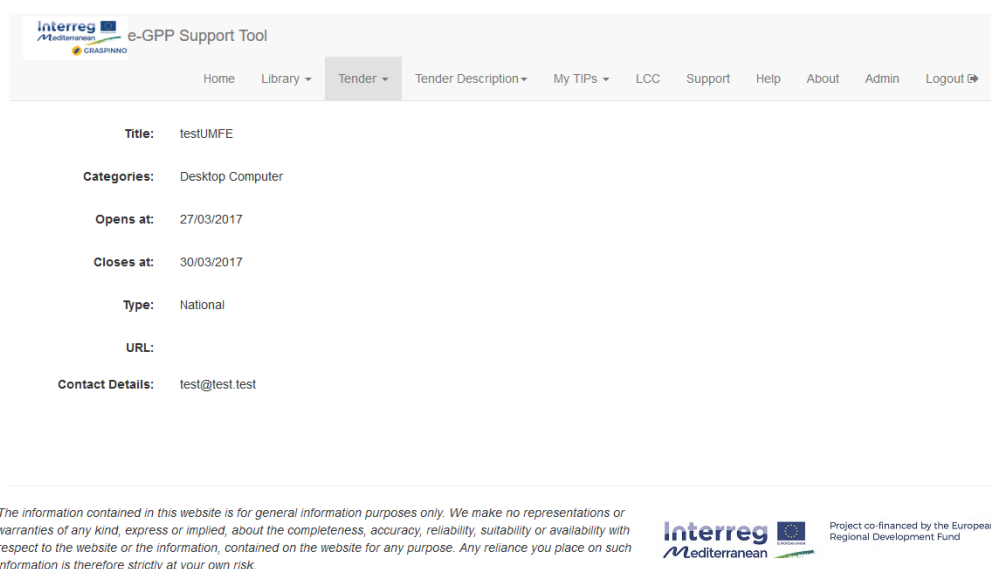 Interreg
Mediterranean
GRASPINNO
e-GPP Support Tool
Home Library Tender Tender Description My TIPs LCC Support Help About Admin Logout
Title: testUMFE
Categories: Desktop Computer
Opens at: 27/03/2017
Closes at: 30/03/2017
Type: National
URL:
Contact Details: test@test.test
The information contained in this website is for general information purposes only. We make no representations or
warranties of any kind, express or implied, about the completeness, accuracy, reliability, suitability or availability with
respect to the website or the information, contained on the website for any purpose. Any reliance you place on such
information is therefore strictly at your own risk.
Interreg
Mediterranean
EUROPEAN UNION
Project co-financed by the European
Regional Development Fund